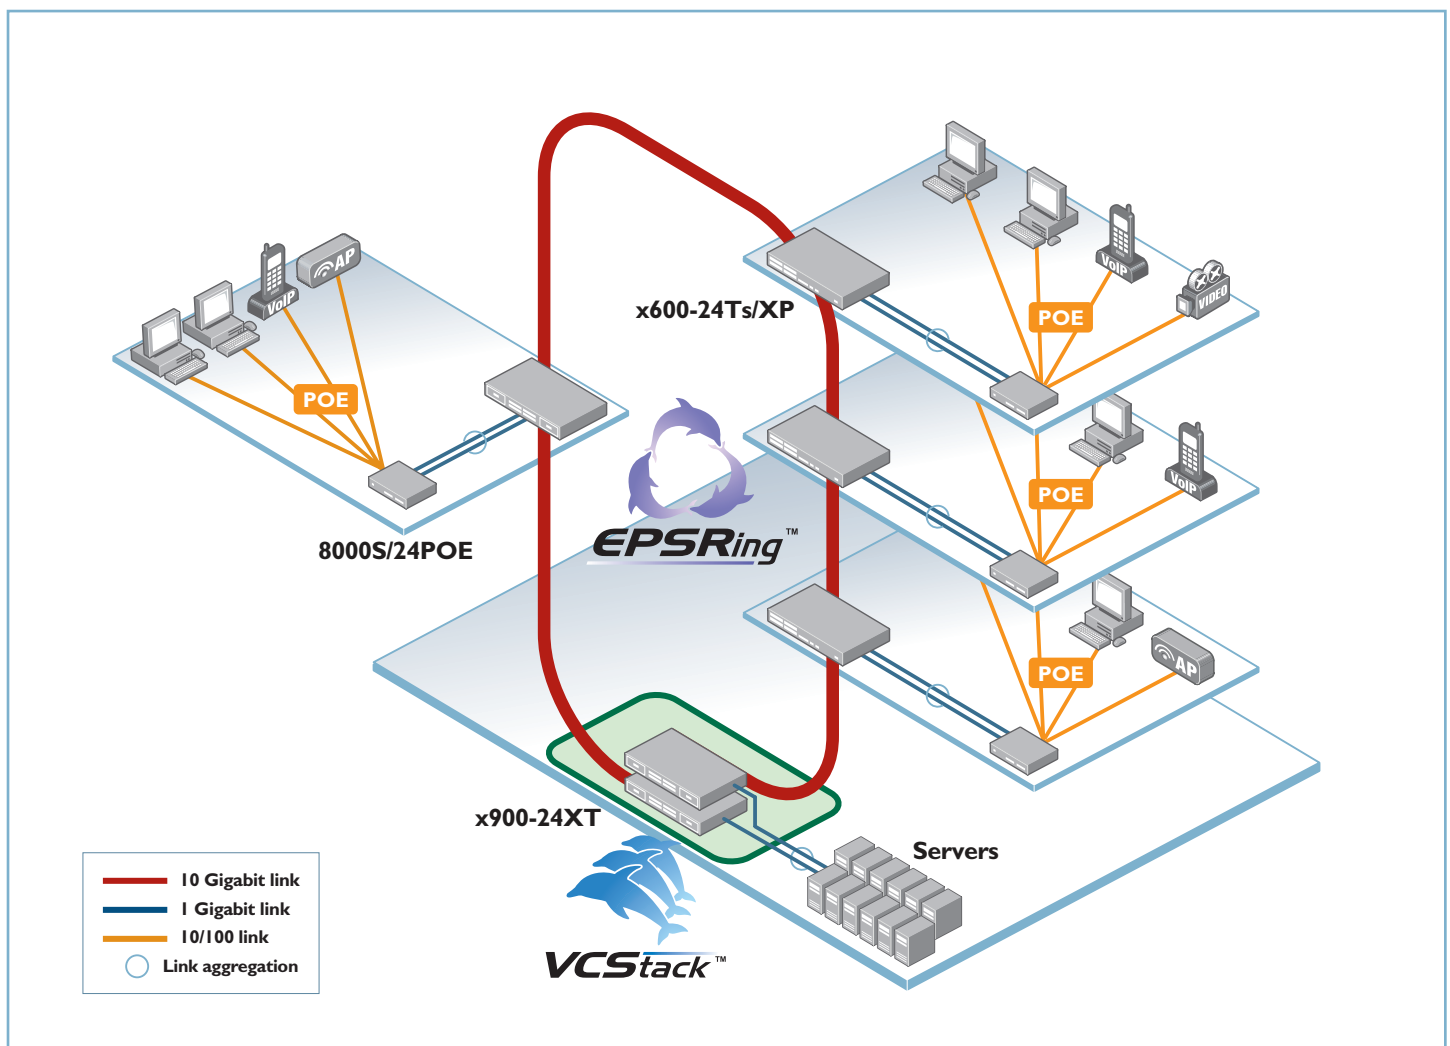 AP
VoIP
POE
8000S/24POE
x600-24Ts/XP
VoIP
VIDEO
POE
POE
VoIP
POE
AP
EPSRing™
x900-24XT
VCStack™
Servers
10 Gigabit link
1 Gigabit link
10/100 link
Link aggregation